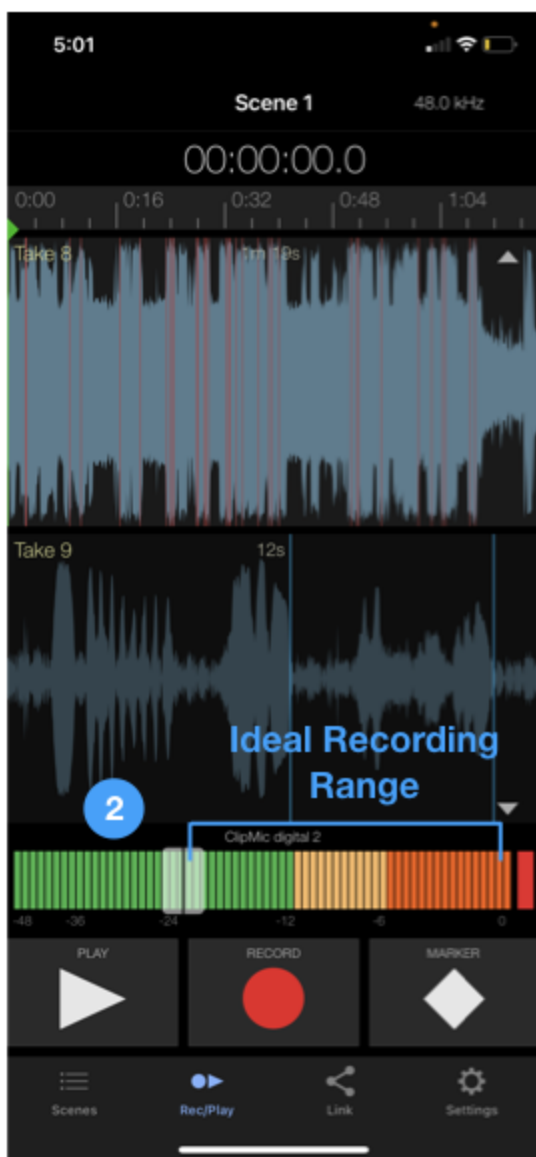 5:01
Scene 1 48.0 kHz
00:00:00.0
0:00 0:16 0:32 0:48 1:04
Take 8 1m 19s
Take 9 12s
Ideal Recording
Range
2
ClipMic digital 2
-48 -36 -24 -12 -6 0
PLAY RECORD MARKER
Scenes Rec/Play Link Settings